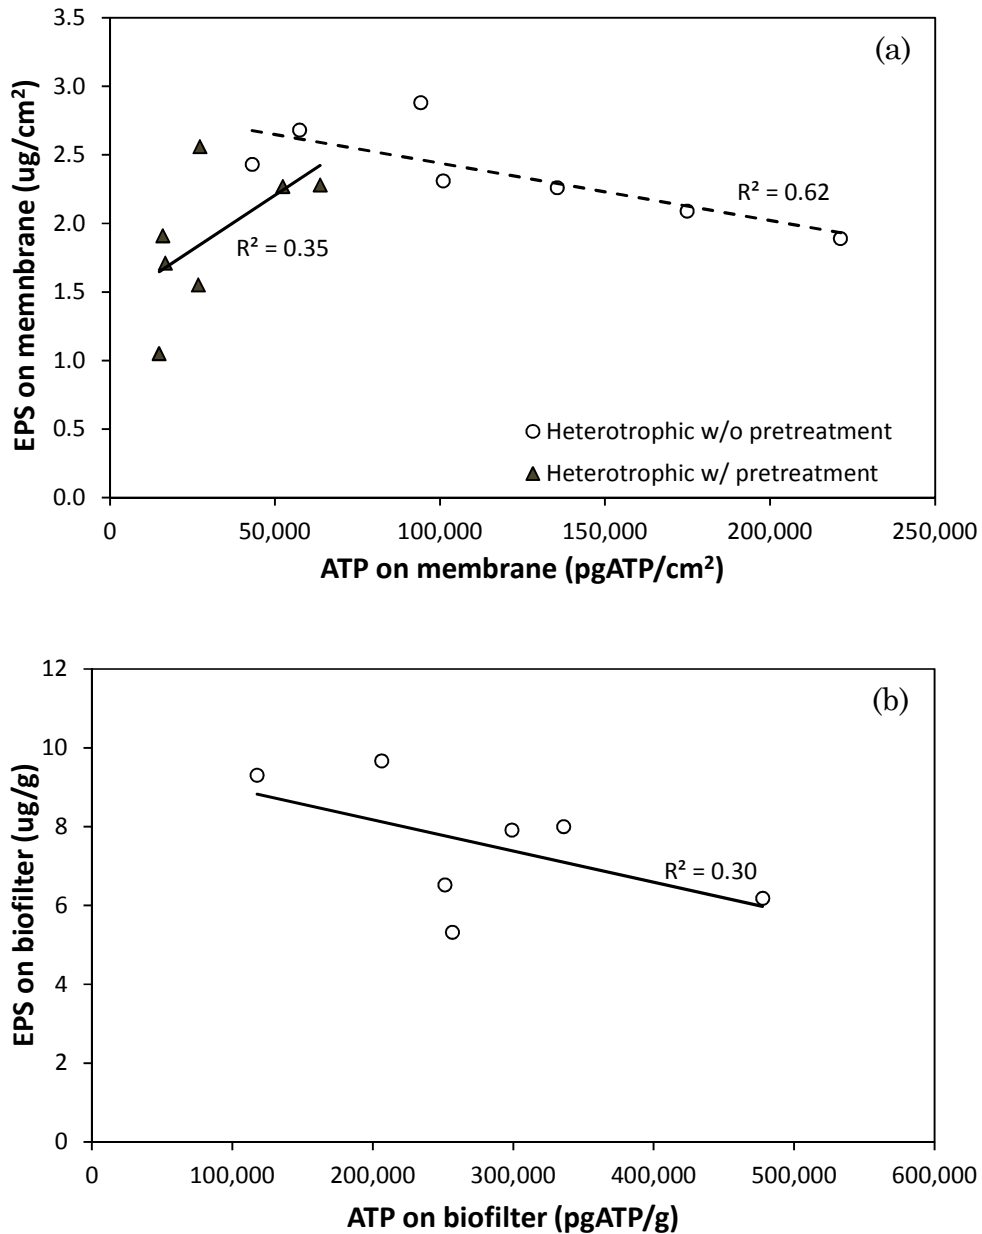 (a)
3.5
3.0
2.5
2.0
1.5
1.0
0.5
0.0
EPS on memnbrane (ug/cm²)
R² = 0.62
R² = 0.35
Heterotrophic w/o pretreatment
Heterotrophic w/ pretreatment
0 50,000 100,000 150,000 200,000 250,000
ATP on membrane (pgATP/cm²)
(b)
12
10
8
6
4
2
0
EPS on biofilter (ug/g)
R² = 0.30
0 100,000 200,000 300,000 400,000 500,000 600,000
ATP on biofilter (pgATP/g)